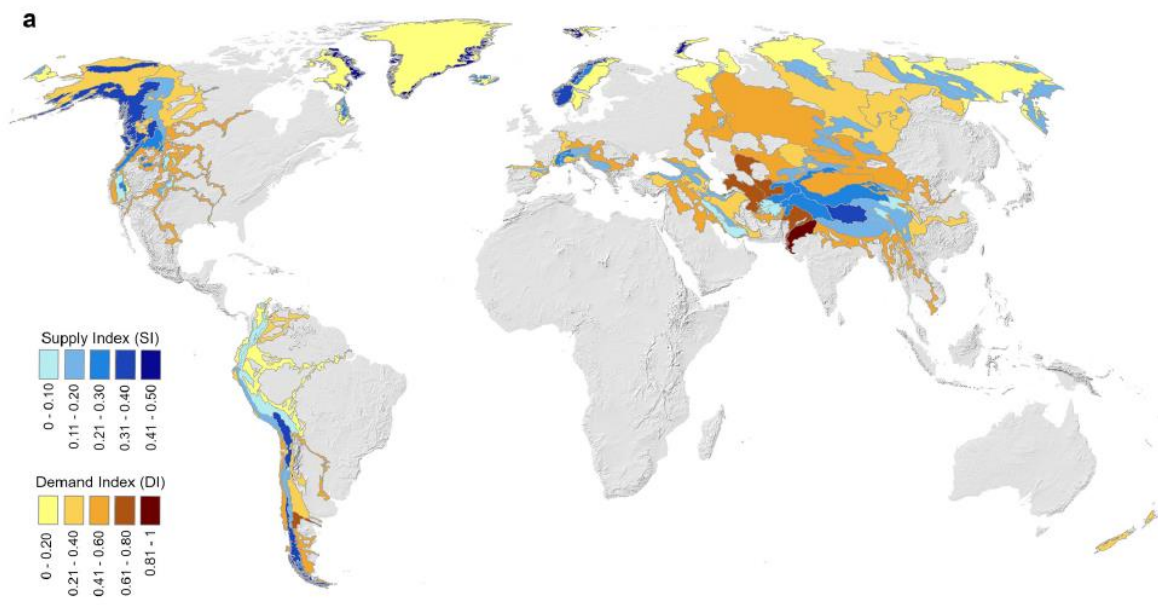 a
Supply Index (SI)
0 - 0.10
0.11 - 0.20
0.21 - 0.30
0.31 - 0.40
0.41 - 0.50
Demand Index (DI)
0 - 0.20
0.21 - 0.40
0.41 - 0.60
0.61 - 0.80
0.81 - 1